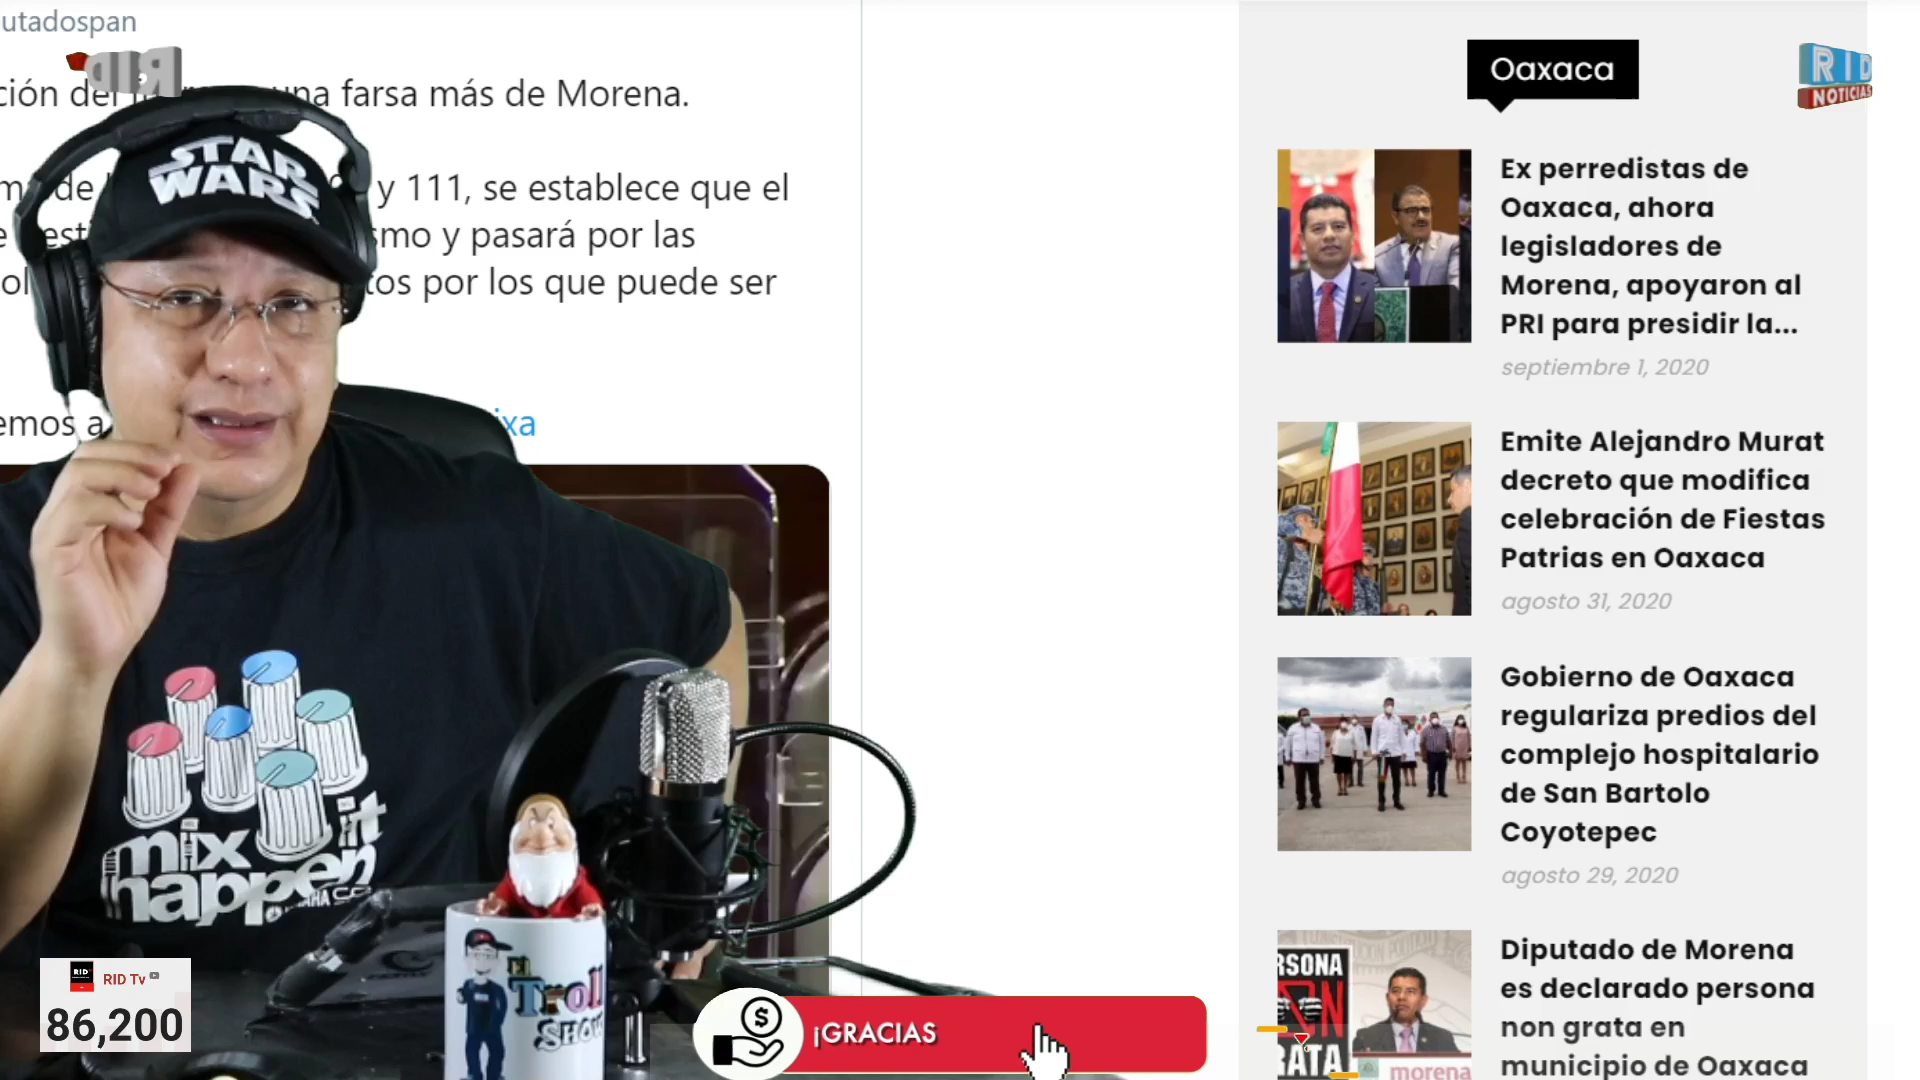 utadospan
ción del una farsa más de Morena.
y 111, se establece que el
smo y pasará por las
tos por los que puede ser
emos a ixa
STAR
WARS
mix
it
happen
YAMAHA
El
Troll
SHOW
RID Tv
86,200
¡GRACIAS
Oaxaca
RID
NOTICIAS
Ex perredistas de
Oaxaca, ahora
legisladores de
Morena, apoyaron al
PRI para presidir la...
septiembre 1, 2020
Emite Alejandro Murat
decreto que modifica
celebración de Fiestas
Patrias en Oaxaca
agosto 31, 2020
Gobierno de Oaxaca
regulariza predios del
complejo hospitalario
de San Bartolo
Coyotepec
agosto 29, 2020
RSONA
ON
RATA
morena
Diputado de Morena
es declarado persona
non grata en
municipio de Oaxaca